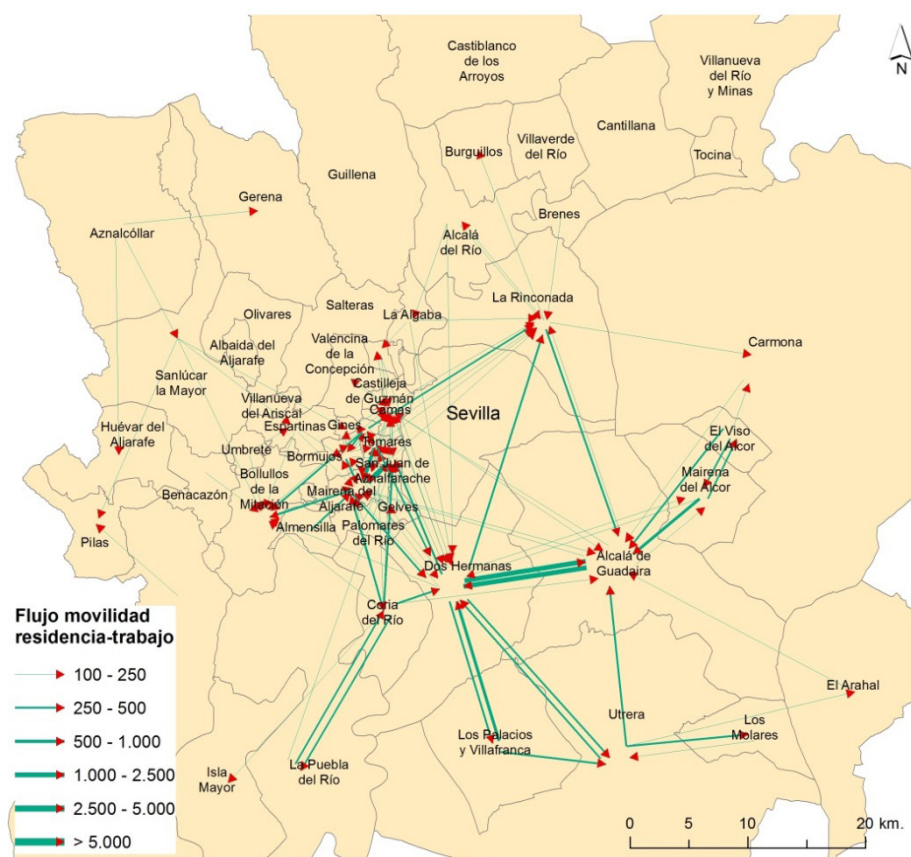 Castiblanco
de los
Arroyos
Villanueva
del Río
y Minas
N
Cantillana
Burguillos
Villaverde
del Río
Tocina
Guillena
Gerena
Brenes
Aznalcóllar
Alcalá
del Río
La Rinconada
Salteras
La Algaba
Olivares
Valencina
de la
Concepción
Carmona
Albaida del
Aljarafe
Sanlúcar
la Mayor
Castilleja
de Guzmán
Camas
Sevilla
Villanueva
del Ariscal
Espartinas
Gines
Huévar del
Aljarafe
Tomares
El Viso del
Alcor
Umbrete
Bormujos
San Juan de
Aznalfarache
Bollullos
de la
Mitación
Mairena del
Alcor
Benacazón
Mairena del
Aljarafe
Gelves
Almensilla
Palomares
del Río
Pilas
Dos Hermanas
Alcalá de
Guadaira
Coria
del Río
Flujo movilidad
residencia-trabajo
100 - 250
250 - 500
500 - 1.000
1.000 - 2.500
2.500 - 5.000
> 5.000
El Arahal
Utrera
Los
Molares
Los Palacios
y Villafranca
Isla
Mayor
La Puebla
del Río
0 5 10 20 km.